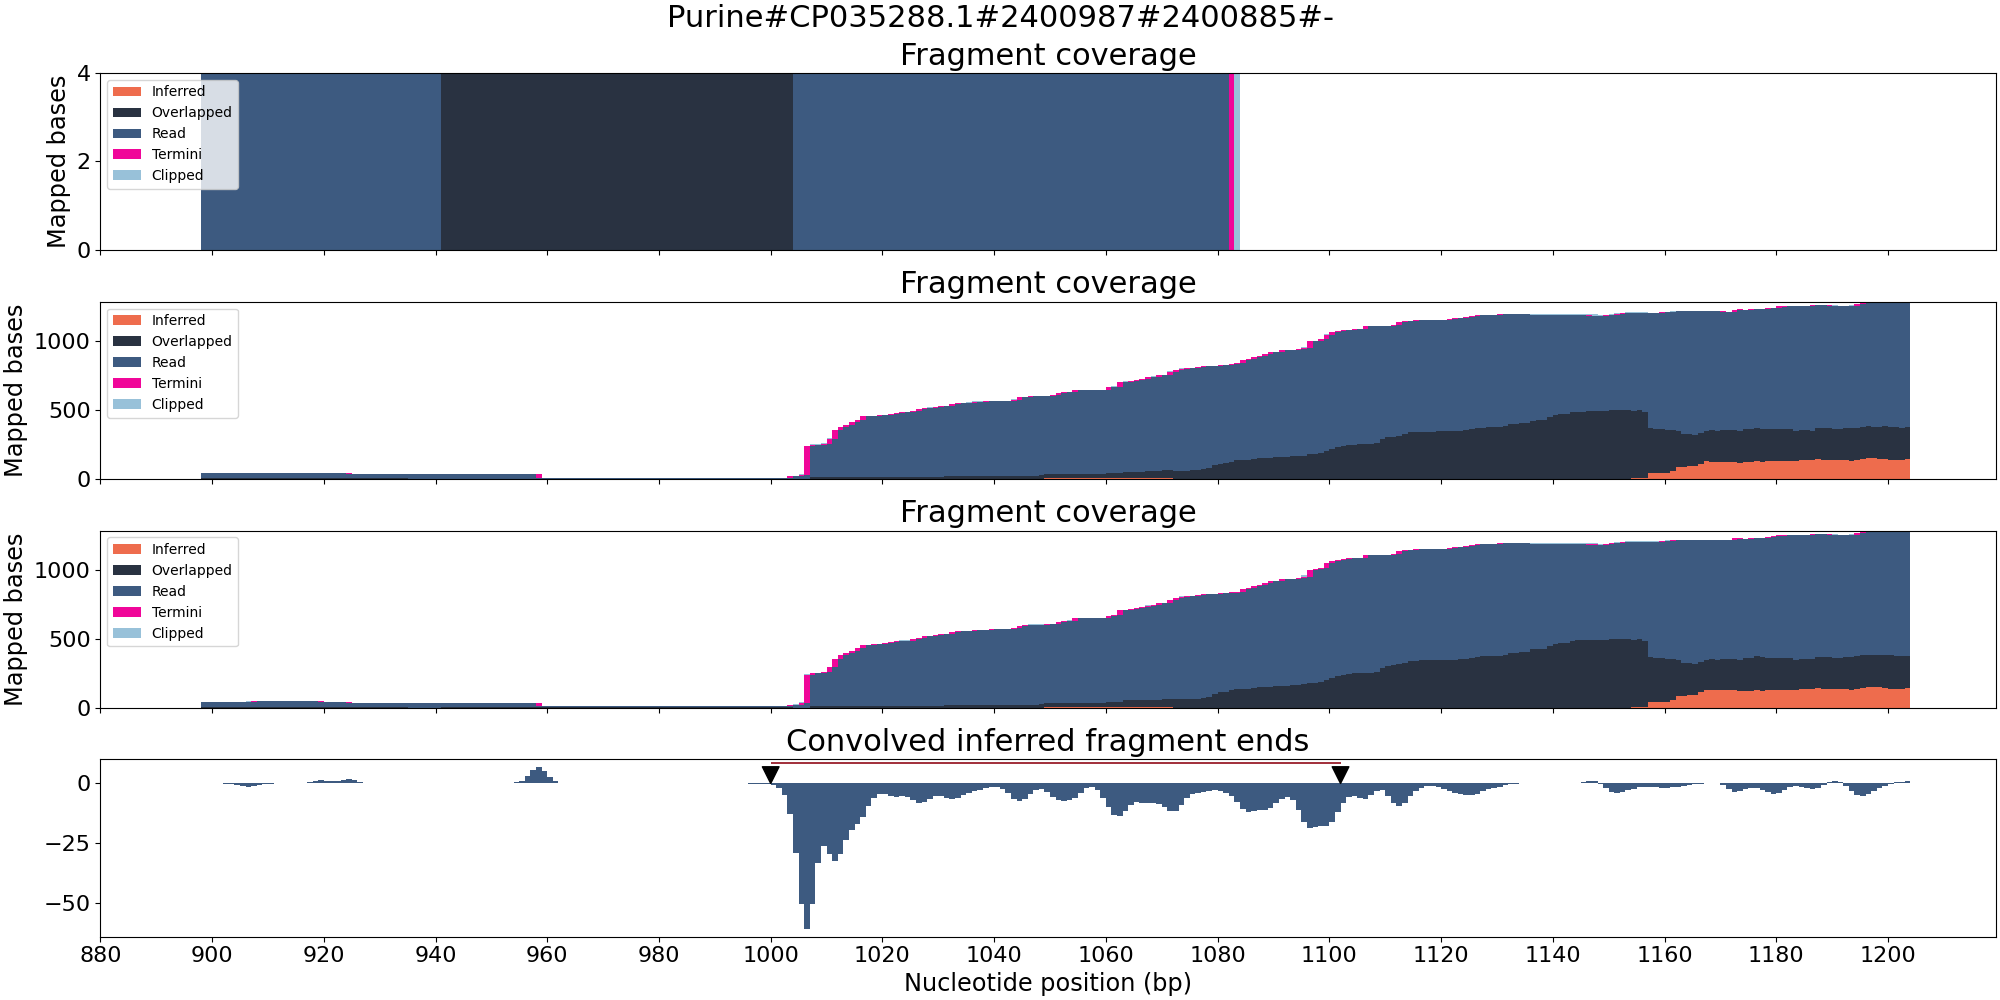 Purine#CP035288.1#2400987#2400885#-
Fragment coverage
Mapped bases
4
2
0
Inferred
Overlapped
Read
Termini
Clipped
Fragment coverage
Mapped bases
1000
500
0
Inferred
Overlapped
Read
Termini
Clipped
Fragment coverage
Mapped bases
1000
500
0
Inferred
Overlapped
Read
Termini
Clipped
Convolved inferred fragment ends
0
−25
−50
880 900 920 940 960 980 1000 1020 1040 1060 1080 1100 1120 1140 1160 1180 1200
Nucleotide position (bp)